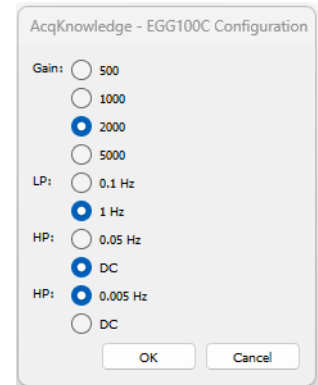 AcqKnowledge - EGG100C Configuration
Gain: 500
1000
2000
5000
LP: 0.1 Hz
1 Hz
HP: 0.05 Hz
DC
HP: 0.005 Hz
DC
OK Cancel